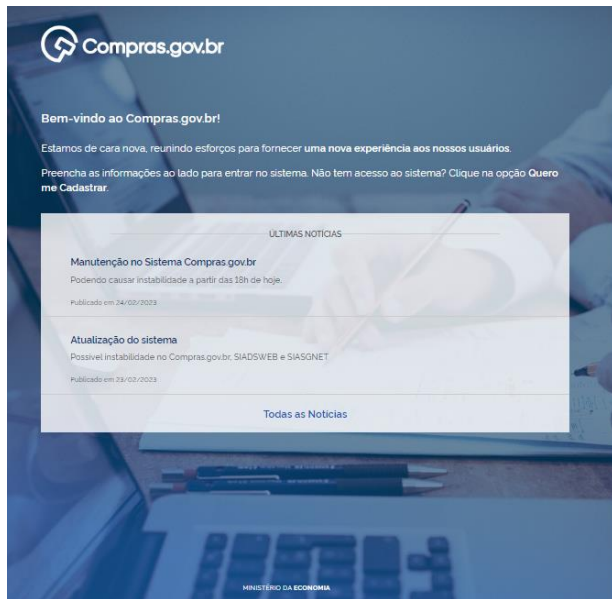 Compras.gov.br
Bem-vindo ao Compras.gov.br!
Estamos de cara nova, reunindo esforços para fornecer uma nova experiência aos nossos usuários.
Preencha as informações ao lado para entrar no sistema. Não tem acesso ao sistema? Clique na opção Quero
me Cadastrar.
ÚLTIMAS NOTÍCIAS
Manutenção no Sistema Compras.gov.br
Podendo causar instabilidade a partir das 18h de hoje.
Publicado em 24/02/2023
Atualização do sistema
Possível instabilidade no Compras.gov.br, SIADSWEB e SIASGNET
Publicado em 23/02/2023
Todas as Notícias
MINISTÉRIO DA ECONOMIA